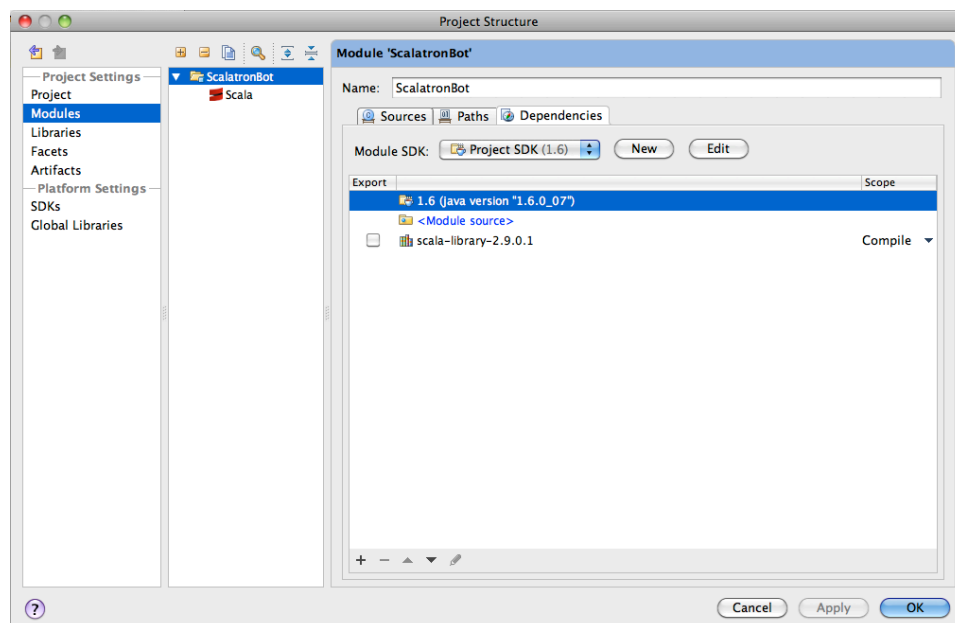 Project Structure
Project Settings
Project
Modules
Libraries
Facets
Artifacts
Platform Settings
SDKs
Global Libraries
ScalatronBot
Scala
Module 'ScalatronBot'
Name: ScalatronBot
Sources Paths Dependencies
Module SDK: Project SDK (1.6) New Edit
Export Scope
1.6 (java version "1.6.0_07")
<Module source>
scala-library-2.9.0.1 Compile
? Cancel Apply OK